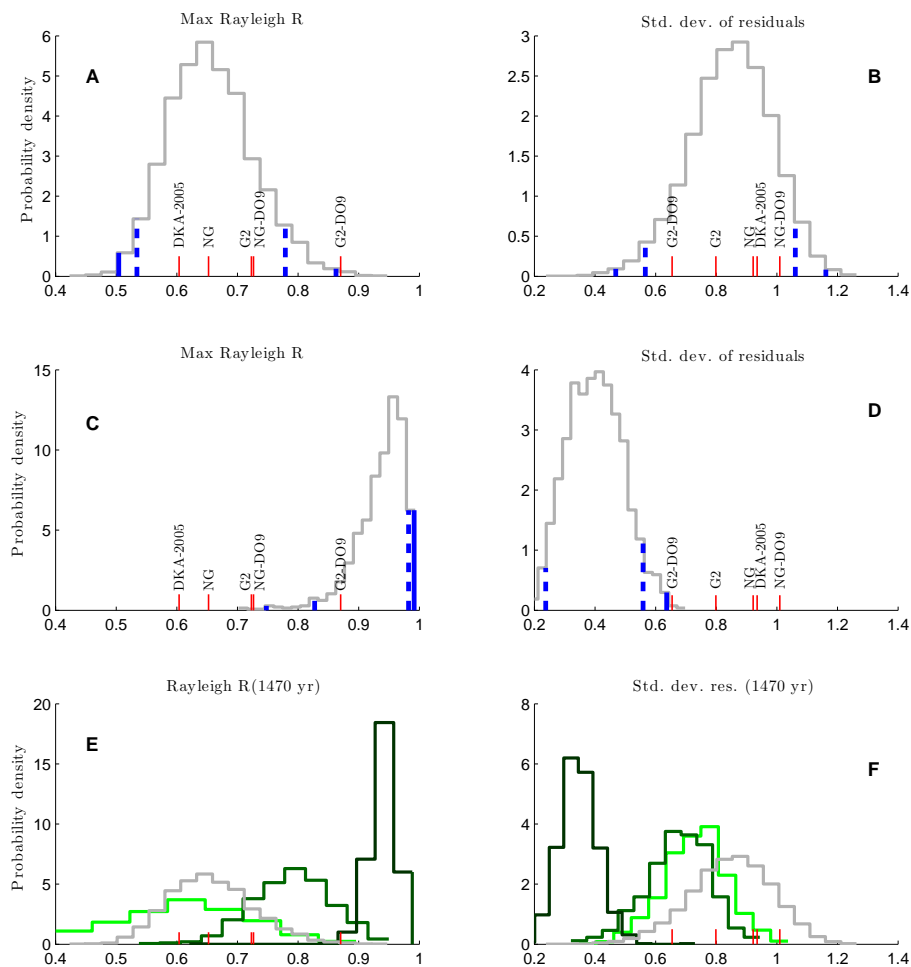 Max Rayleigh R
Std. dev. of residuals
Probability density
A
B
6
5
4
3
2
1
0
3
2.5
2
1.5
1
0.5
0
DKA-2005
NG
G2
NG-DO9
G2-DO9
G2-DO9
G2
NG
DKA-2005
NG-DO9
0.4 0.5 0.6 0.7 0.8 0.9 1
0.2 0.4 0.6 0.8 1 1.2 1.4
Max Rayleigh R
Std. dev. of residuals
Probability density
C
D
15
10
5
0
4
3
2
1
0
DKA-2005
NG
G2
NG-DO9
G2-DO9
G2-DO9
G2
NG
DKA-2005
NG-DO9
0.4 0.5 0.6 0.7 0.8 0.9 1
0.2 0.4 0.6 0.8 1 1.2 1.4
Rayleigh R(1470 yr)
Std. dev. res. (1470 yr)
Probability density
E
F
20
15
10
5
0
8
6
4
2
0
0.4 0.5 0.6 0.7 0.8 0.9 1
0.2 0.4 0.6 0.8 1 1.2 1.4